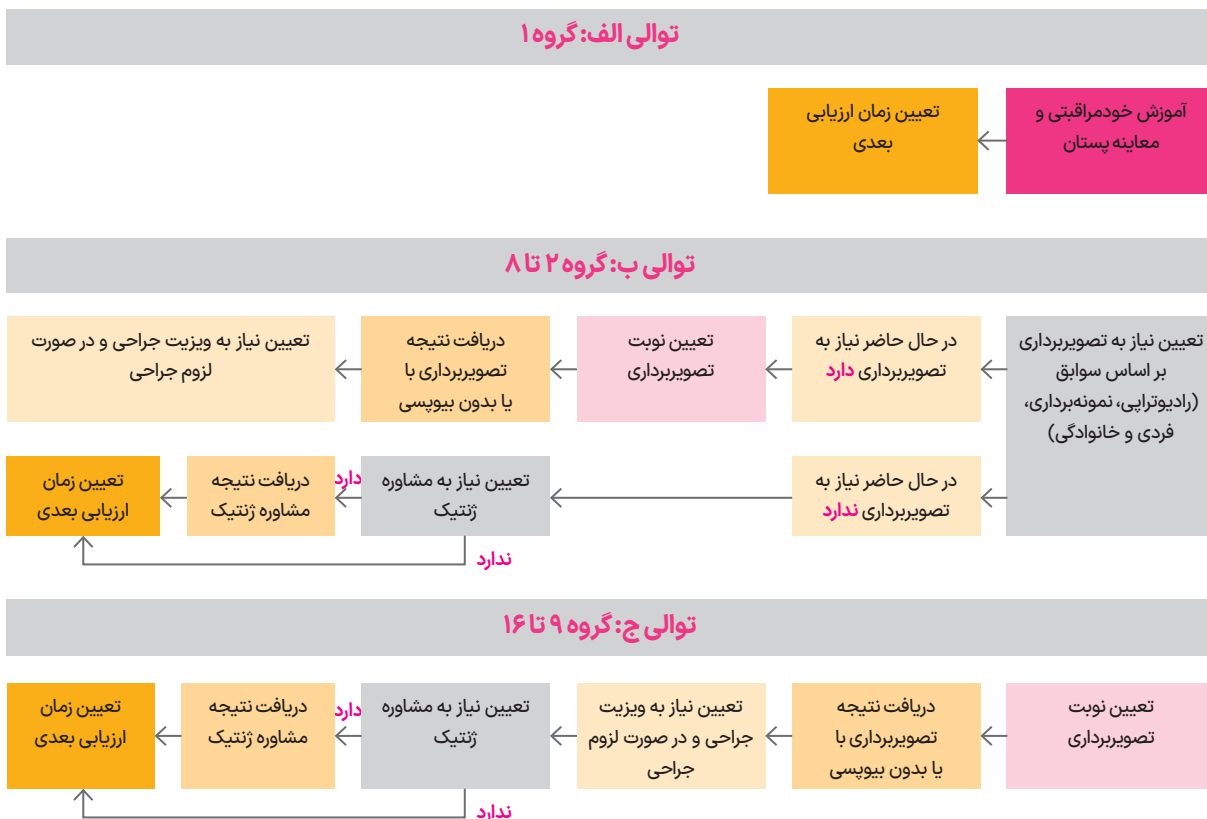 توالی الف: گروه ۱
آموزش خودمراقبتی و
معاینه پستان
تعیین زمان ارزیابی
بعدی
توالی ب: گروه ۲ تا ۸
تعیین نیاز به تصویربرداری
بر اساس سوابق
(رادیوتراپی، نمونه‌برداری،
فردی و خانوادگی)
در حال حاضر نیاز به
تصویربرداری دارد
تعیین نوبت
تصویربرداری
دریافت نتیجه
تصویربرداری با
یا بدون بیوپسی
تعیین نیاز به ویزیت جراحی و در صورت
لزوم جراحی
در حال حاضر نیاز به
تصویربرداری ندارد
تعیین نیاز به مشاوره
ژنتیک
دارد
دریافت نتیجه
مشاوره ژنتیک
تعیین زمان
ارزیابی بعدی
ندارد
توالی ج: گروه ۹ تا ۱۶
تعیین نوبت
تصویربرداری
دریافت نتیجه
تصویربرداری با
یا بدون بیوپسی
تعیین نیاز به ویزیت
جراحی و در صورت لزوم
جراحی
تعیین نیاز به مشاوره
ژنتیک
دارد
دریافت نتیجه
مشاوره ژنتیک
تعیین زمان
ارزیابی بعدی
ندارد